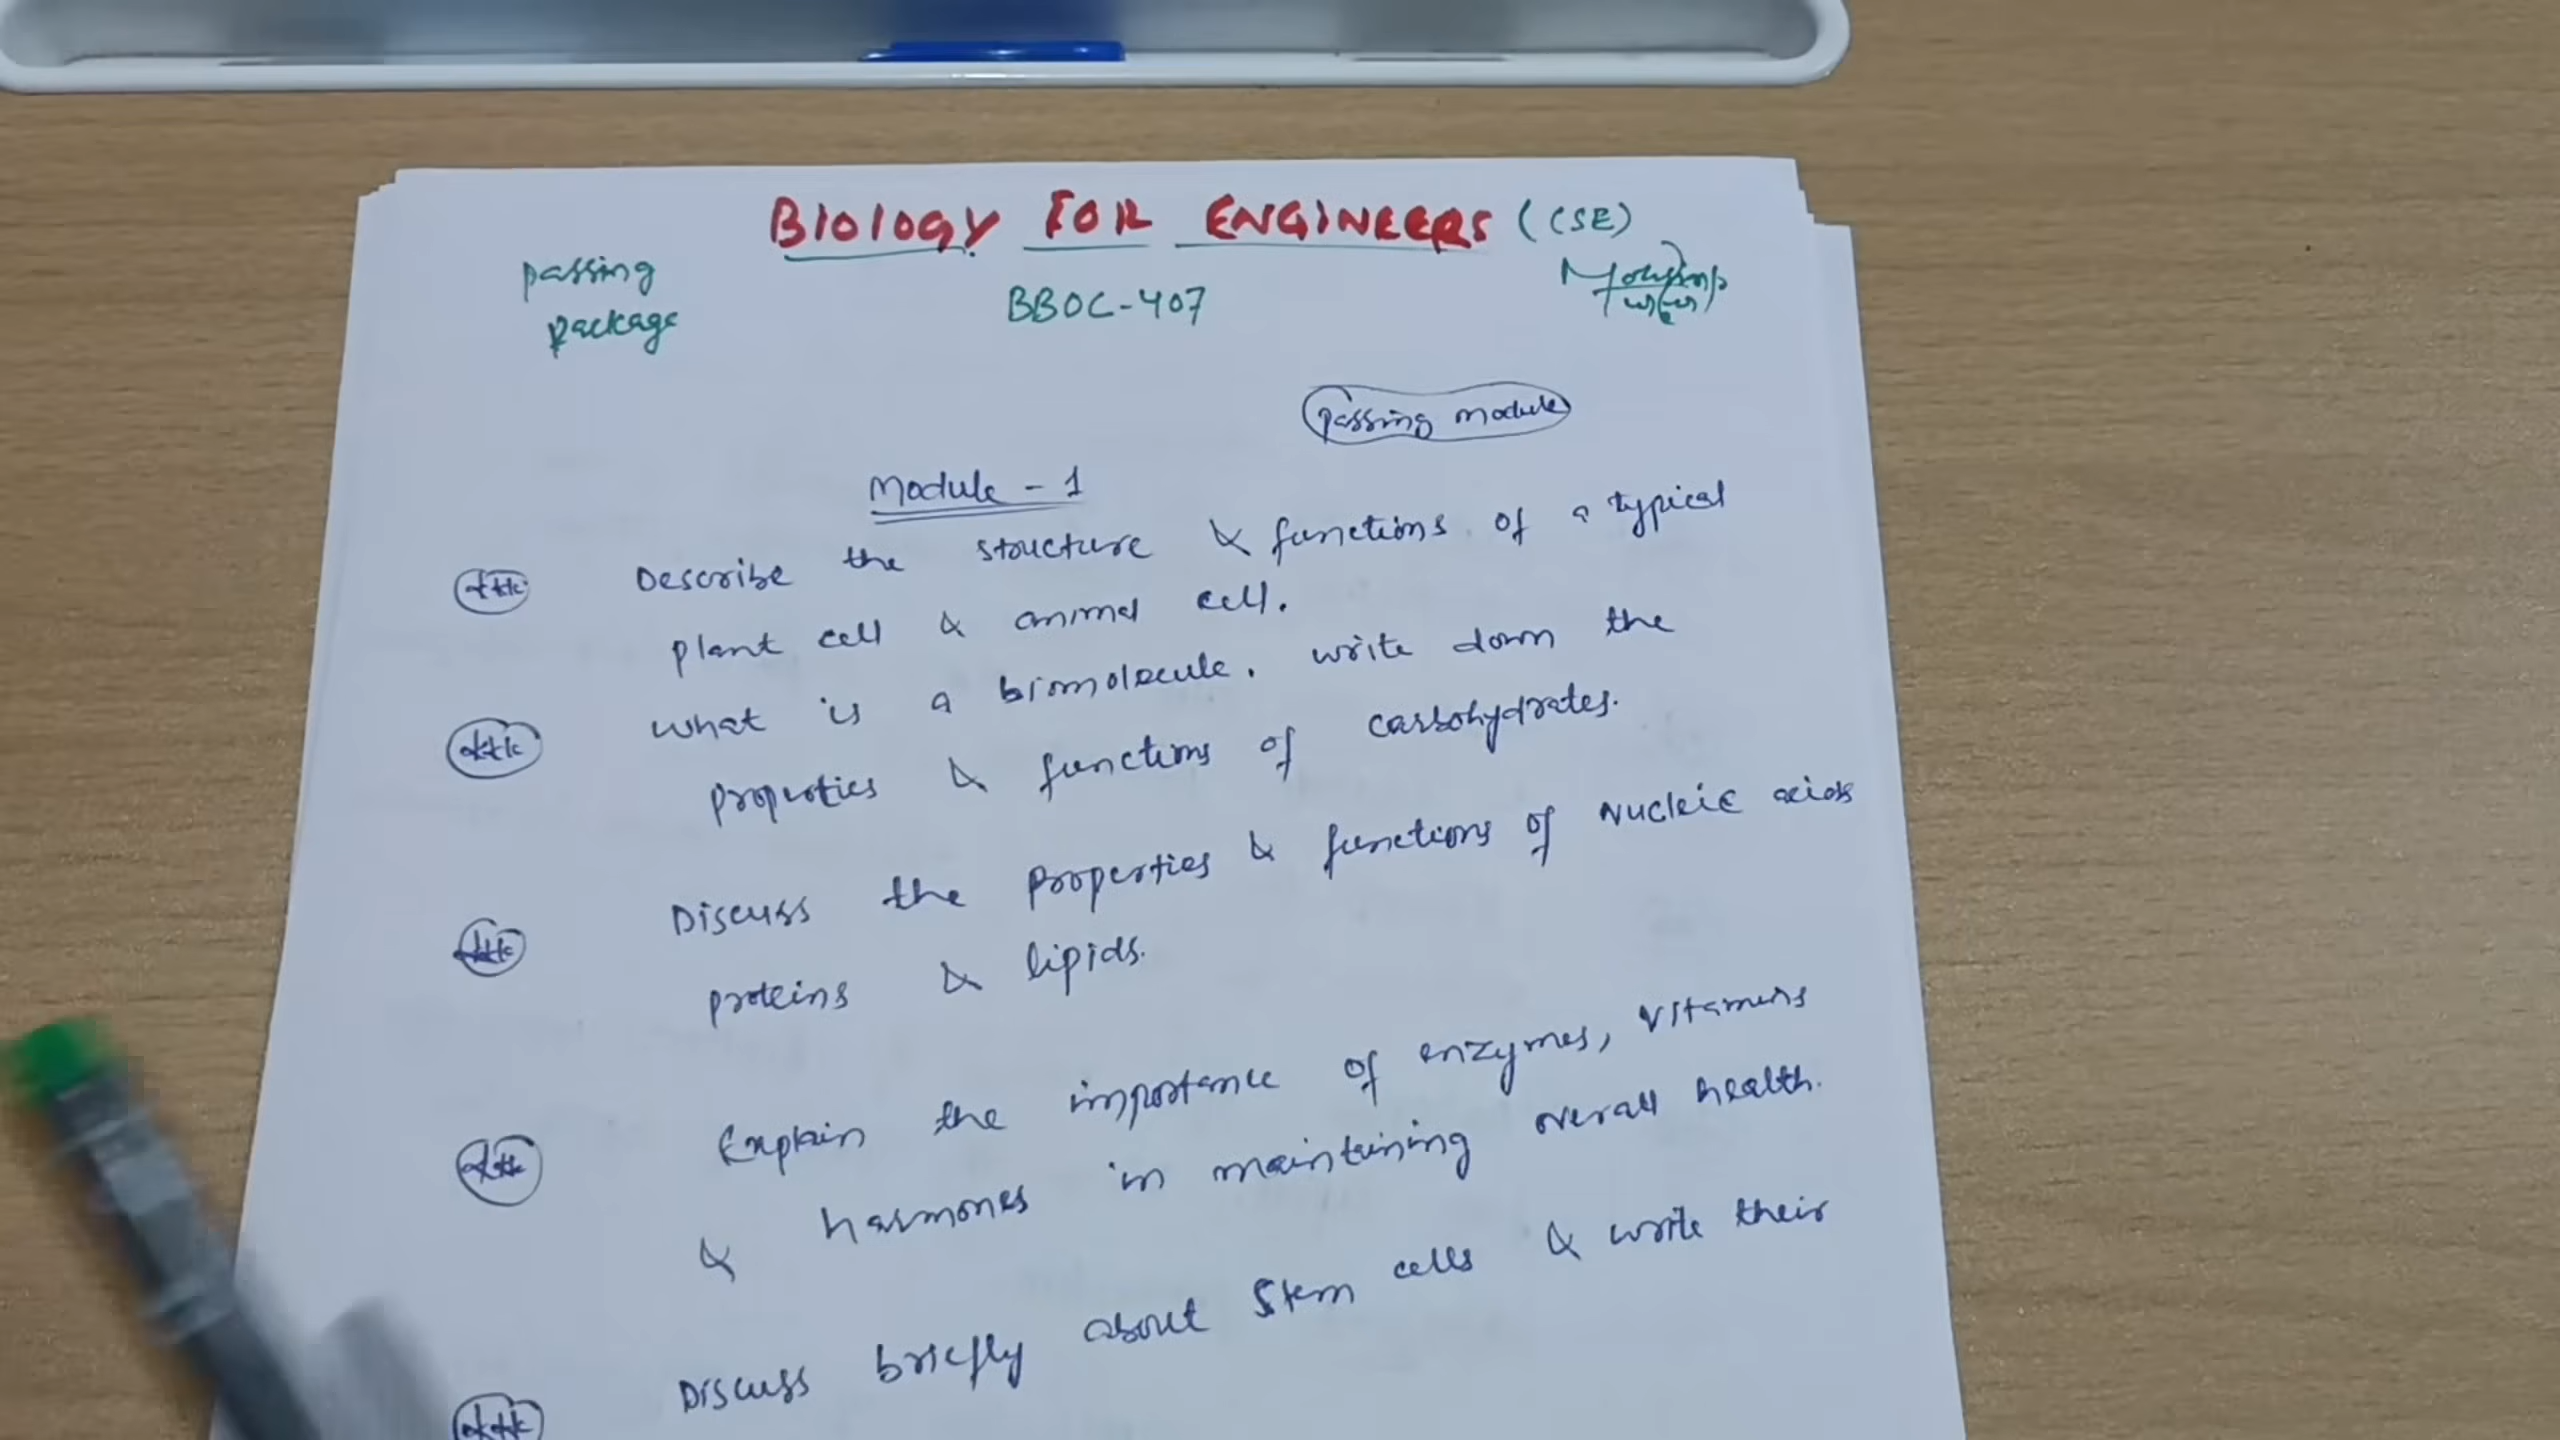 BIOLOGY FOR ENGINEERS (CSE)
passing
package
BBOC-407
passing module
Module - 1
*** Describe the structure & functions of a typical
plant cell & animal cell.
*** What is a biomolecule. write down the
properties & functions of carbohydrates.
*** Discuss the properties & functions of Nucleic acids
proteins & lipids.
*** Explain the importance of enzymes, vitamins
& harmones in maintaining overall health.
*** Discuss briefly about Stem cells & write their